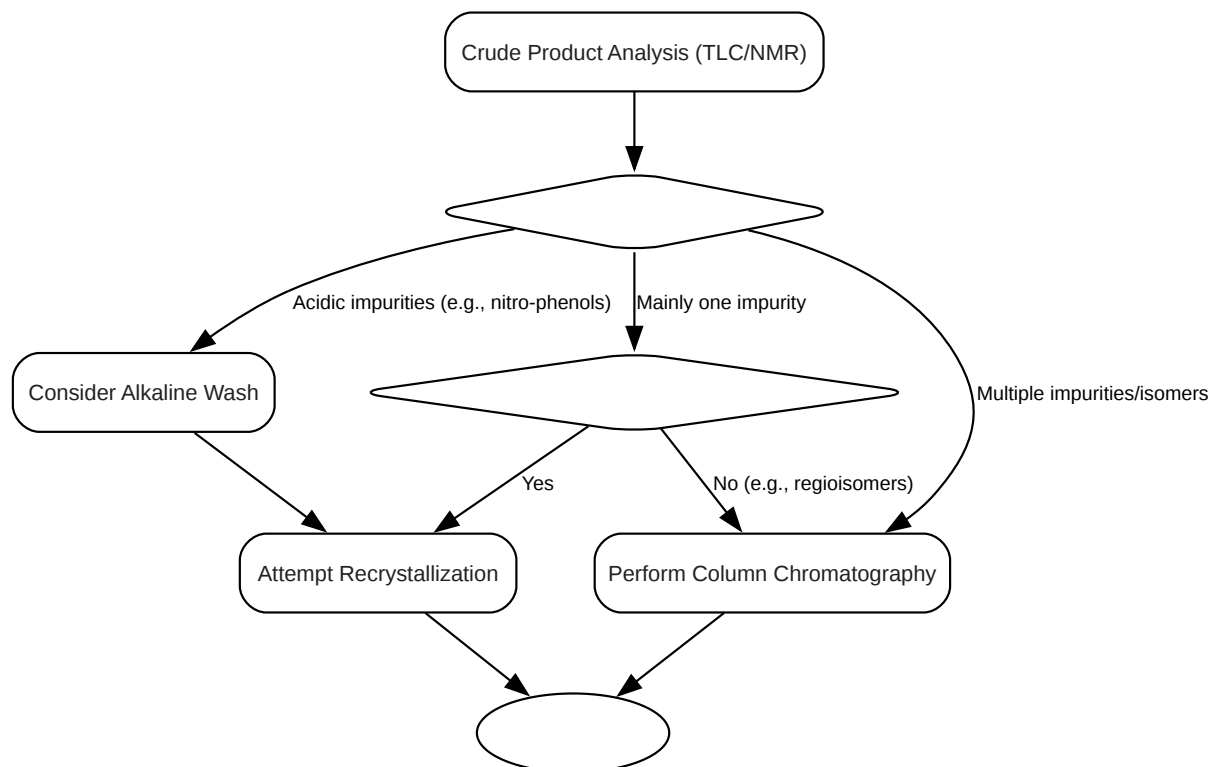 Crude Product Analysis (TLC/NMR)
Acidic impurities (e.g., nitro-phenols)
Mainly one impurity
Consider Alkaline Wash
Multiple impurities/isomers
Yes
No (e.g., regioisomers)
Attempt Recrystallization
Perform Column Chromatography